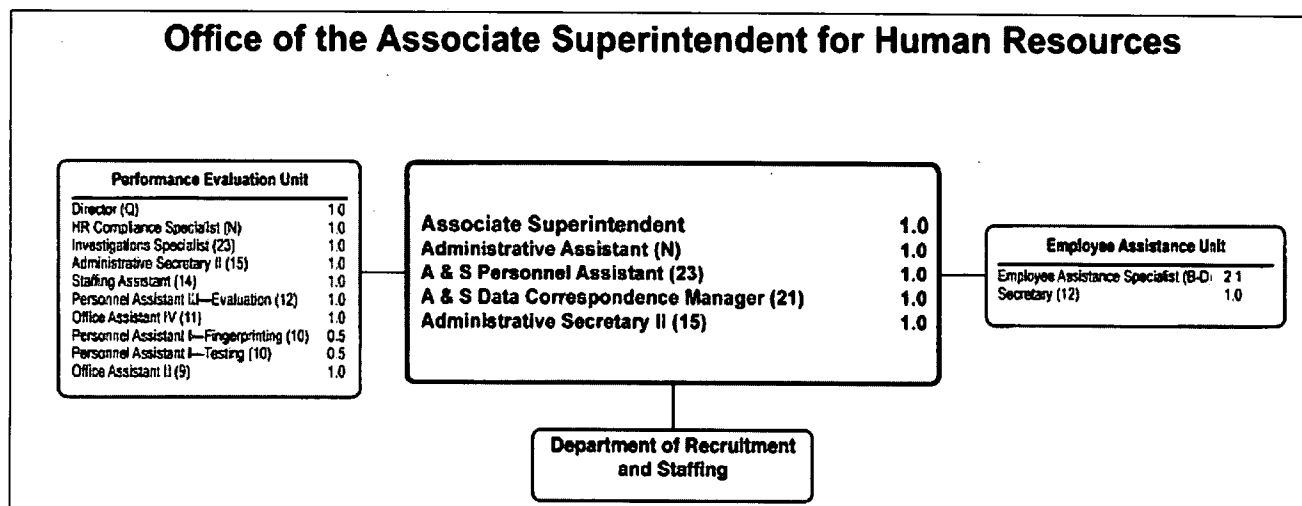 Office of the Associate Superintendent for Human Resources
Performance Evaluation Unit
Director (Q) 1.0
HR Compliance Specialist (N) 1.0
Investigations Specialist (23) 1.0
Administrative Secretary II (15) 1.0
Staffing Assistant (14) 1.0
Personnel Assistant III—Evaluation (12) 1.0
Office Assistant IV (11) 1.0
Personnel Assistant I—Fingerprinting (10) 0.5
Personnel Assistant I—Testing (10) 0.5
Office Assistant II (9) 1.0
Associate Superintendent 1.0
Administrative Assistant (N) 1.0
A & S Personnel Assistant (23) 1.0
A & S Data Correspondence Manager (21) 1.0
Administrative Secretary II (15) 1.0
Employee Assistance Unit
Employee Assistance Specialist (B-D) 2.1
Secretary (12) 1.0
Department of Recruitment
and Staffing